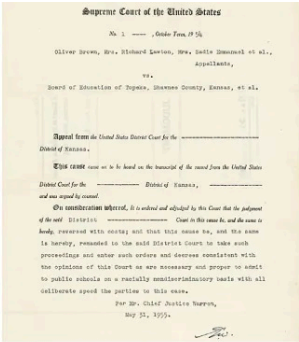 Supreme Court of the United States
No. 1 ----, October Term, 19 54
Oliver Brown, Mrs. Richard Lawton, Mrs. Sadie Emmanuel et al.,
Appellants,
vs.
Board of Education of Topeka, Shawnee County, Kansas, et al.
Appeal from the United States District Court for the
District of Kansas.
This cause came on to be heard on the transcript of the record from the United States
District Court for the District of Kansas,
and was argued by counsel.
On consideration whereof, It is ordered and adjudged by this Court that the judgment
of the said District Court in this cause be, and the same is
hereby, reversed with costs; and that this cause be, and the same
is hereby, remanded to the said District Court to take such
proceedings and enter such orders and decrees consistent with
the opinions of this Court as are necessary and proper to admit
to public schools on a racially nondiscriminatory basis with all
deliberate speed the parties to this case.
Per Mr. Chief Justice Warren,
May 31, 1955.